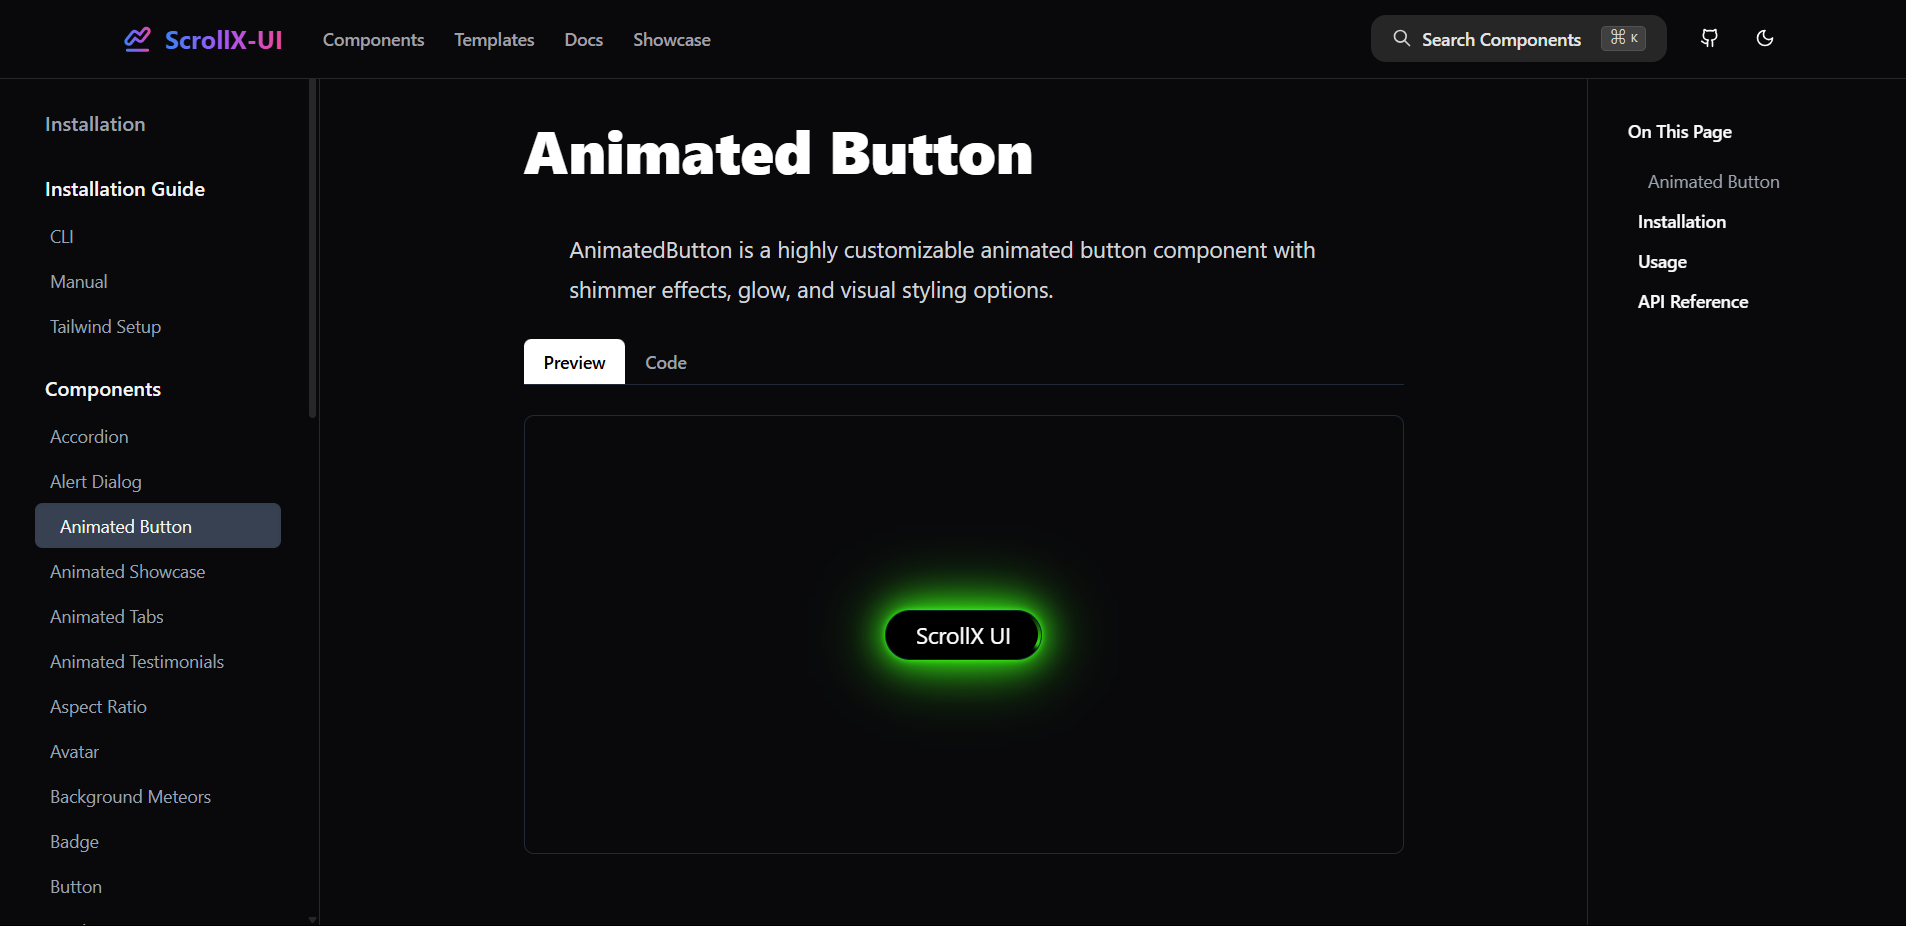 ScrollX-UI
Components
Templates
Docs
Showcase
Search Components
⌘ K
Installation
Installation Guide
CLI
Manual
Tailwind Setup
Components
Accordion
Alert Dialog
Animated Button
Animated Showcase
Animated Tabs
Animated Testimonials
Aspect Ratio
Avatar
Background Meteors
Badge
Button
Animated Button
AnimatedButton is a highly customizable animated button component with
shimmer effects, glow, and visual styling options.
Preview
Code
ScrollX UI
On This Page
Animated Button
Installation
Usage
API Reference